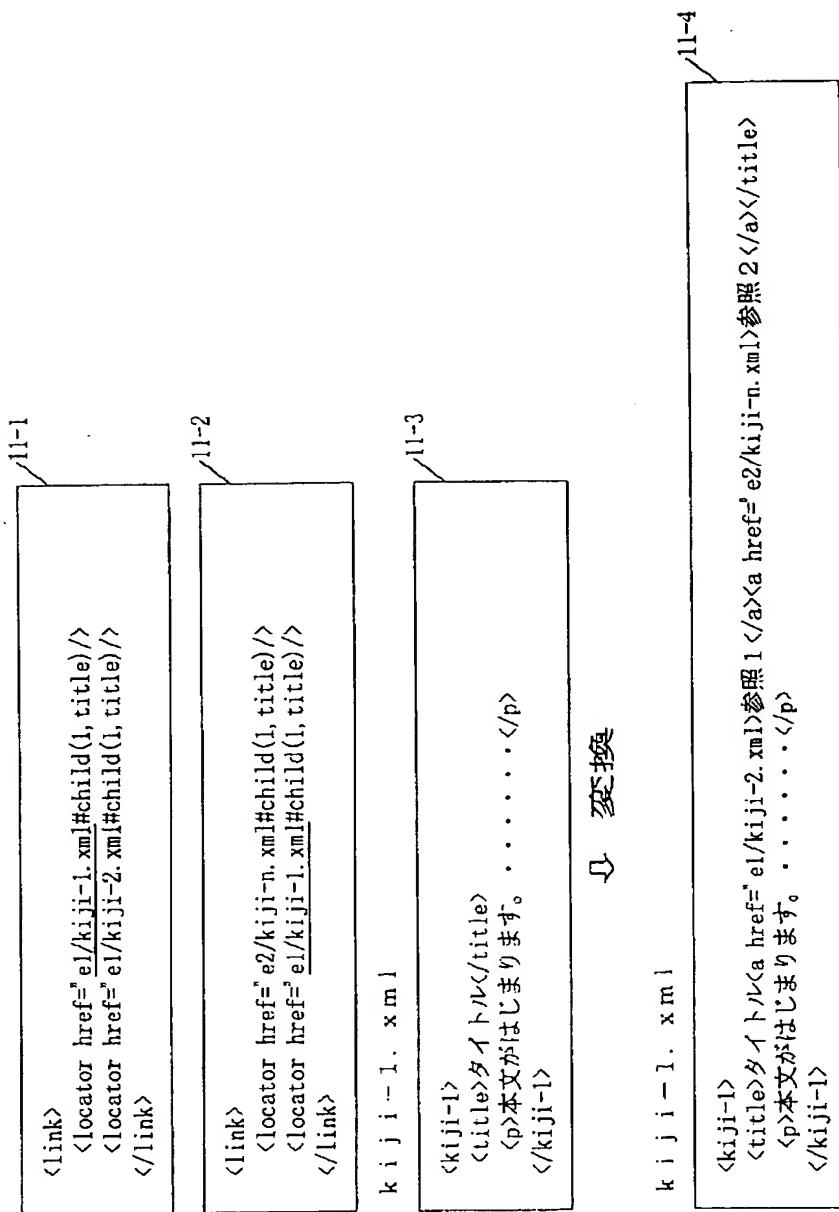 11-1
<link>
<locator href="e1/kiji-1.xml#child(1,title)/>
<locator href="e1/kiji-2.xml#child(1,title)/>
</link>
11-2
<link>
<locator href="e2/kiji-n.xml#child(1,title)/>
<locator href="e1/kiji-1.xml#child(1,title)/>
</link>
kiji-1.xml
11-3
<kiji-1>
<title>タイトル</title>
<p>本文がはじまります。・・・・・・・</p>
</kiji-1>
⇩ 変換
kiji-1.xml
11-4
<kiji-1>
<title>タイトル<a href="e1/kiji-2.xml>参照1</a><a href="e2/kiji-n.xml>参照2</a></title>
<p>本文がはじまります。・・・・・・・</p>
</kiji-1>